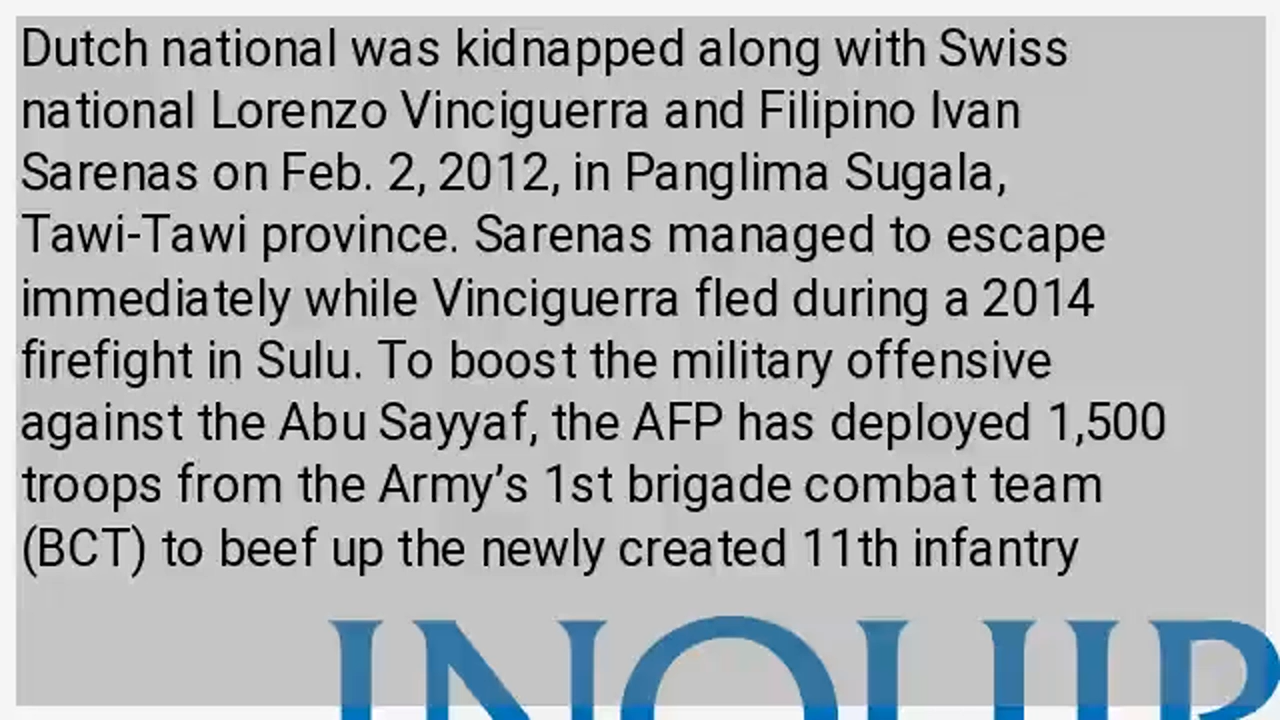 Dutch national was kidnapped along with Swiss
national Lorenzo Vinciguerra and Filipino Ivan
Sarenas on Feb. 2, 2012, in Panglima Sugala,
Tawi-Tawi province. Sarenas managed to escape
immediately while Vinciguerra fled during a 2014
firefight in Sulu. To boost the military offensive
against the Abu Sayyaf, the AFP has deployed 1,500
troops from the Army’s 1st brigade combat team
(BCT) to beef up the newly created 11th infantry